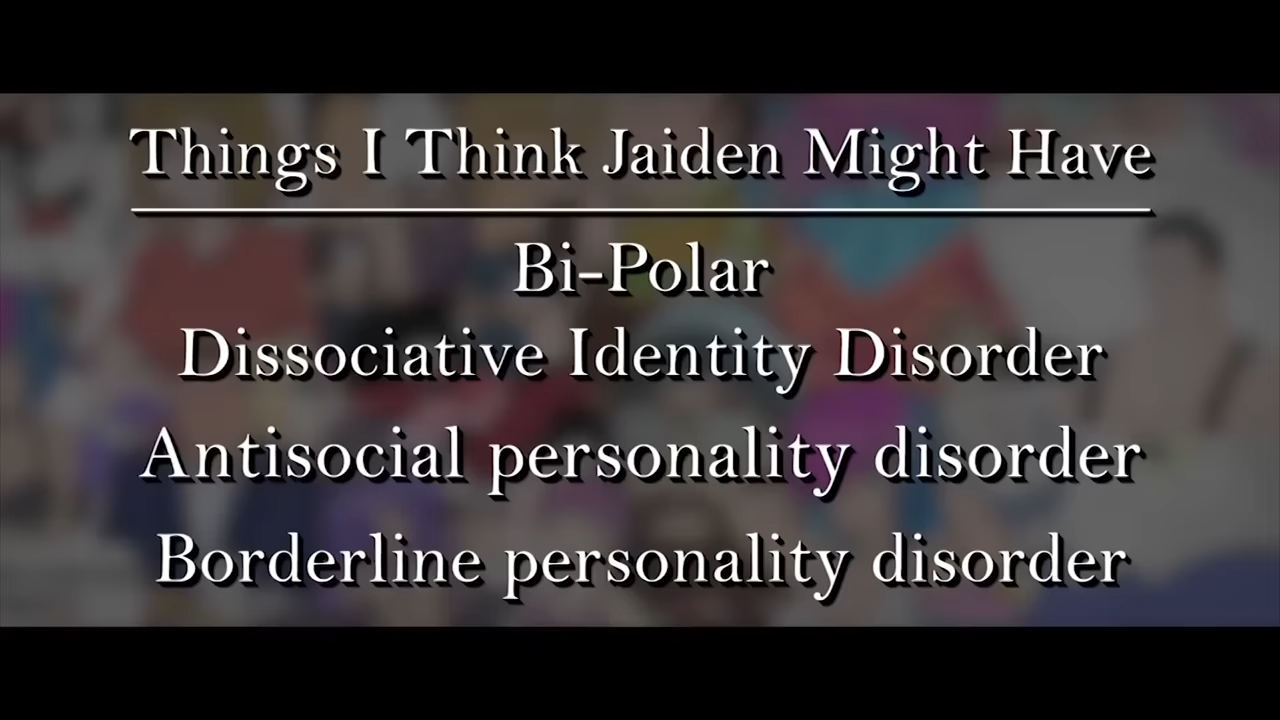 Things I Think Jaiden Might Have
Bi-Polar
Dissociative Identity Disorder
Antisocial personality disorder
Borderline personality disorder